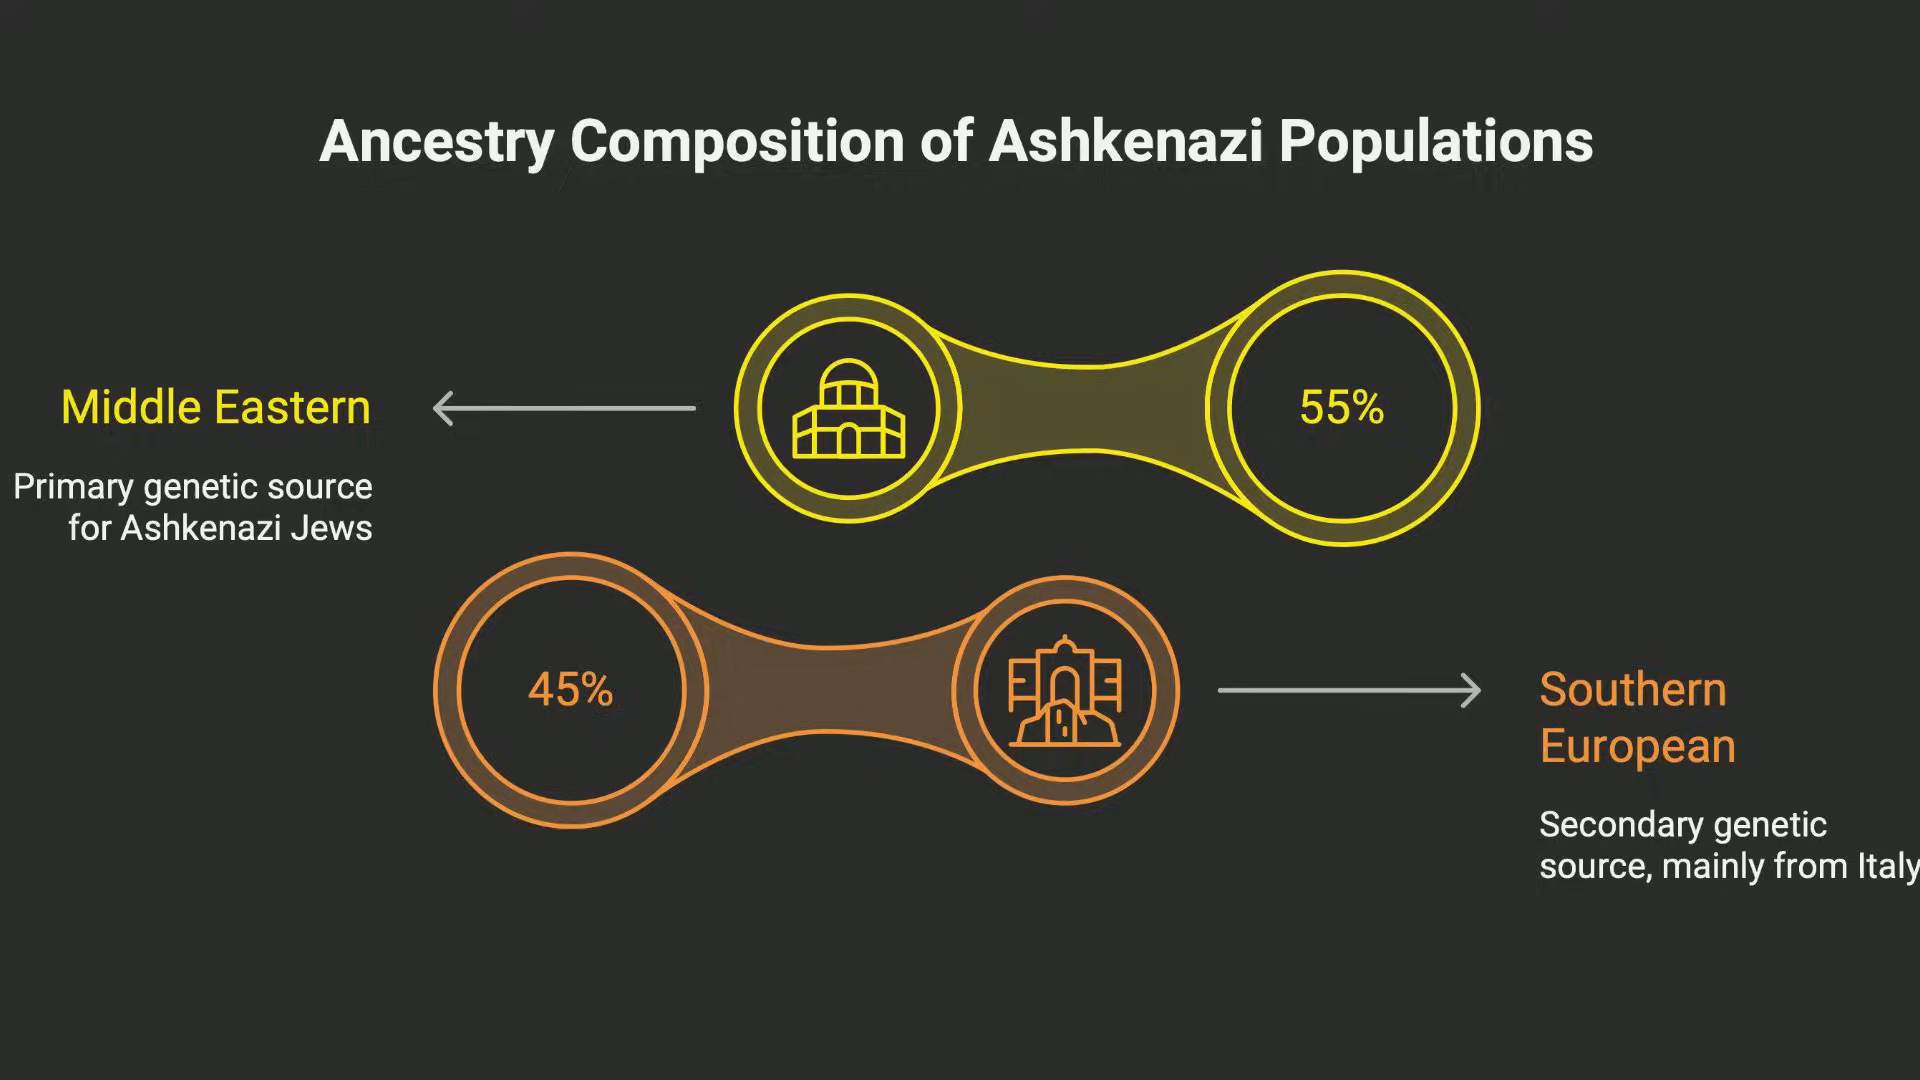 Ancestry Composition of Ashkenazi Populations
Middle Eastern
Primary genetic source
for Ashkenazi Jews
55%
45%
Southern
European
Secondary genetic
source, mainly from Italy